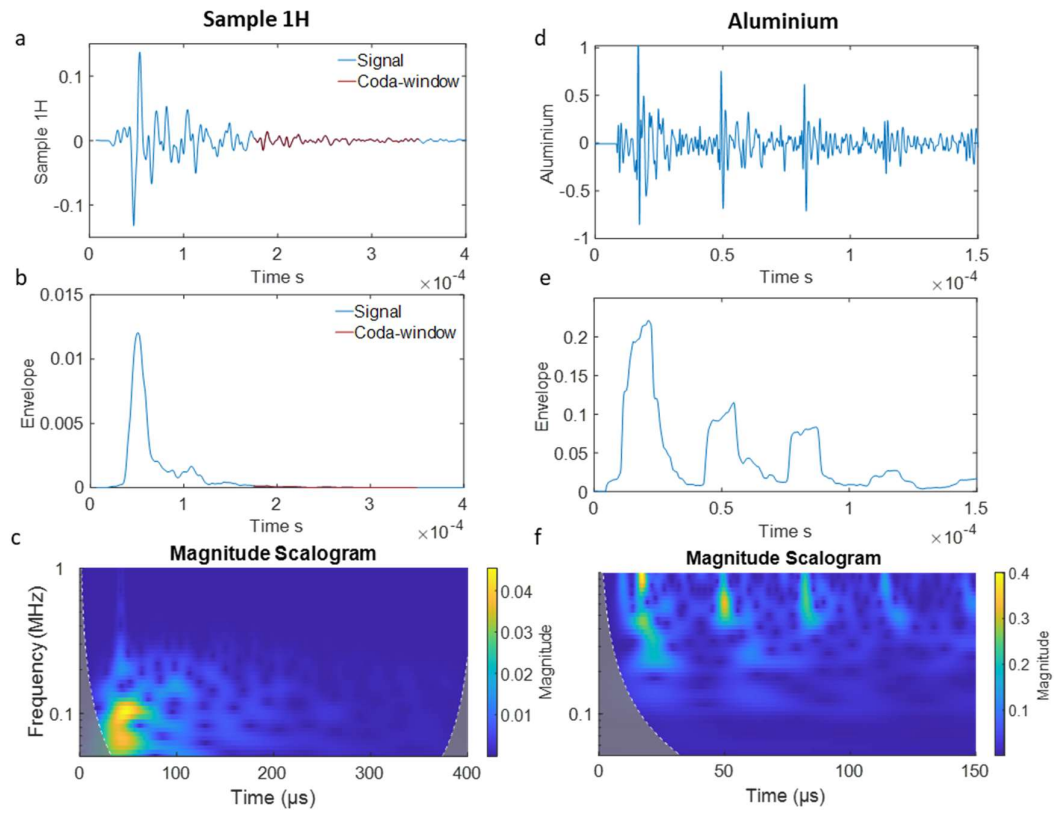 Sample 1H
Aluminium
a
Signal
Coda-window
0.1
0
-0.1
Sample 1H
0
1
2
3
4
Time s
×10⁻⁴
d
1
0.5
0
-0.5
-1
Aluminium
0
0.5
1
1.5
Time s
×10⁻⁴
b
Signal
Coda-window
0.015
0.01
0.005
0
Envelope
0
1
2
3
4
Time s
×10⁻⁴
e
0.2
0.15
0.1
0.05
0
Envelope
0
0.5
1
1.5
Time s
×10⁻⁴
c
Magnitude Scalogram
1
0.1
Frequency (MHz)
0
100
200
300
400
Time (µs)
0.04
0.03
0.02
0.01
Magnitude
f
Magnitude Scalogram
0.1
0
50
100
150
Time (µs)
0.4
0.3
0.2
0.1
Magnitude